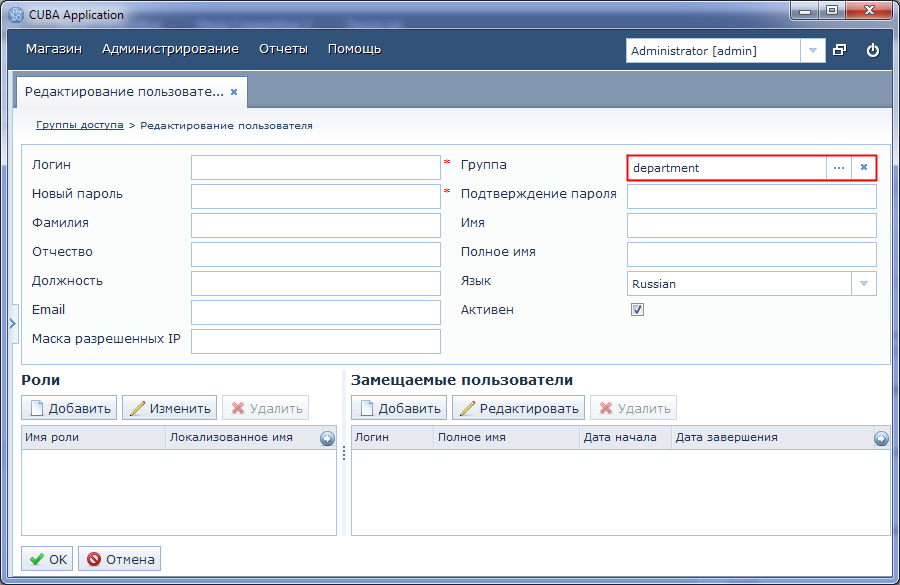 CUBA Application
Магазин Администрирование Отчеты Помощь Administrator [admin]
Редактирование пользовате...
Группы доступа > Редактирование пользователя
Логин * Группа department ...
Новый пароль * Подтверждение пароля
Фамилия Имя
Отчество Полное имя
Должность Язык Russian
Email Активен
Маска разрешенных IP
Роли Замещаемые пользователи
Добавить Изменить Удалить Добавить Редактировать Удалить
Имя роли Локализованное имя Логин Полное имя Дата начала Дата завершения
OK Отмена